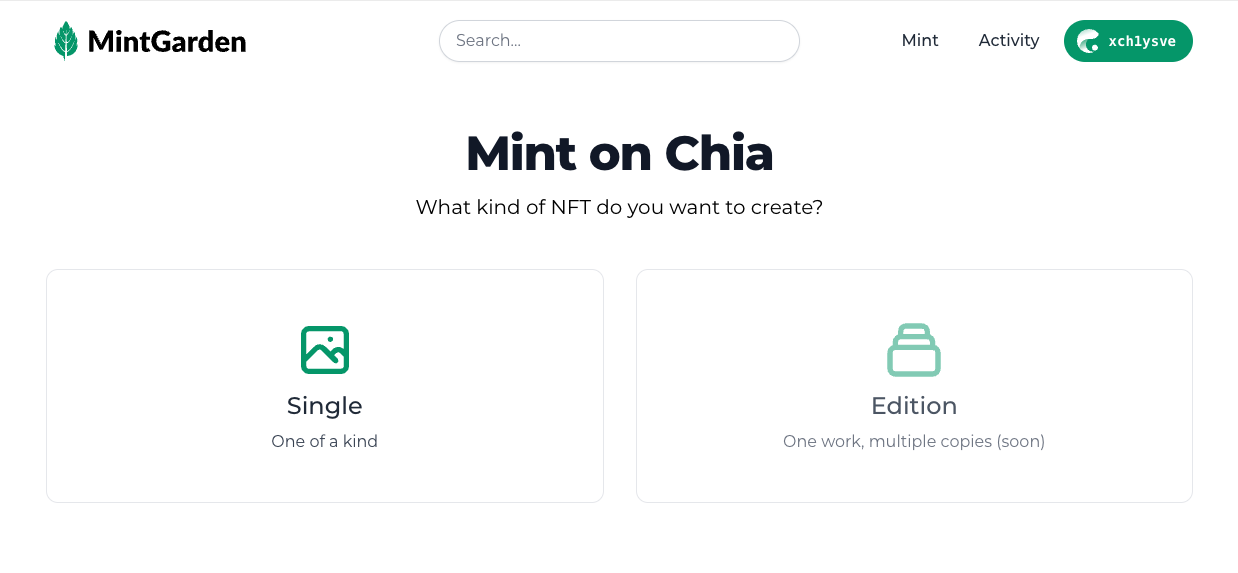 MintGarden
Search...
Mint
Activity
xch1ysve
Mint on Chia
What kind of NFT do you want to create?
Single
One of a kind
Edition
One work, multiple copies (soon)